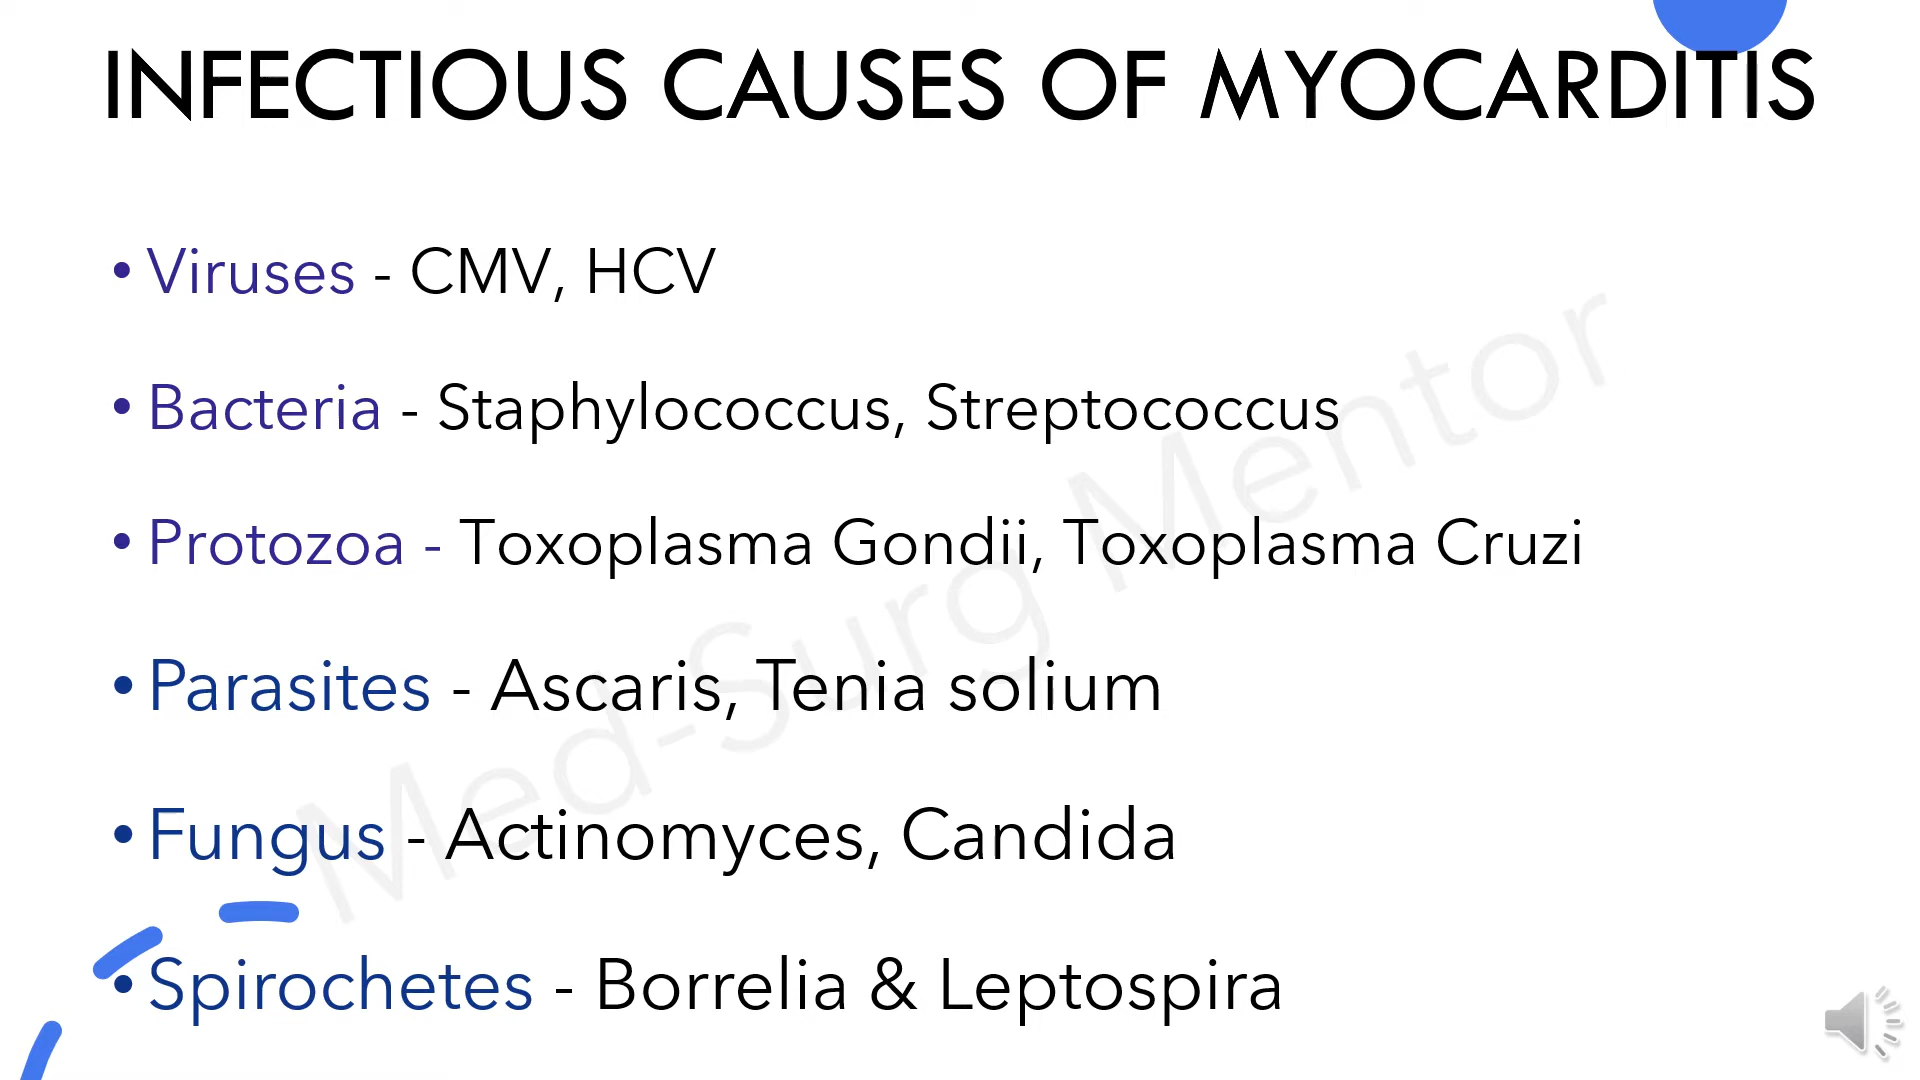 INFECTIOUS CAUSES OF MYOCARDITIS
• Viruses - CMV, HCV
• Bacteria - Staphylococcus, Streptococcus
• Protozoa - Toxoplasma Gondii, Toxoplasma Cruzi
• Parasites - Ascaris, Tenia solium
• Fungus - Actinomyces, Candida
• Spirochetes - Borrelia & Leptospira
Med-Surg Mentor